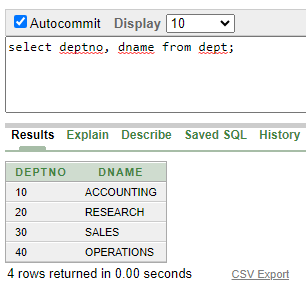 Autocommit Display 10
select deptno, dname from dept;
Results Explain Describe Saved SQL History
DEPTNO DNAME
10 ACCOUNTING
20 RESEARCH
30 SALES
40 OPERATIONS
4 rows returned in 0.00 seconds CSV Export